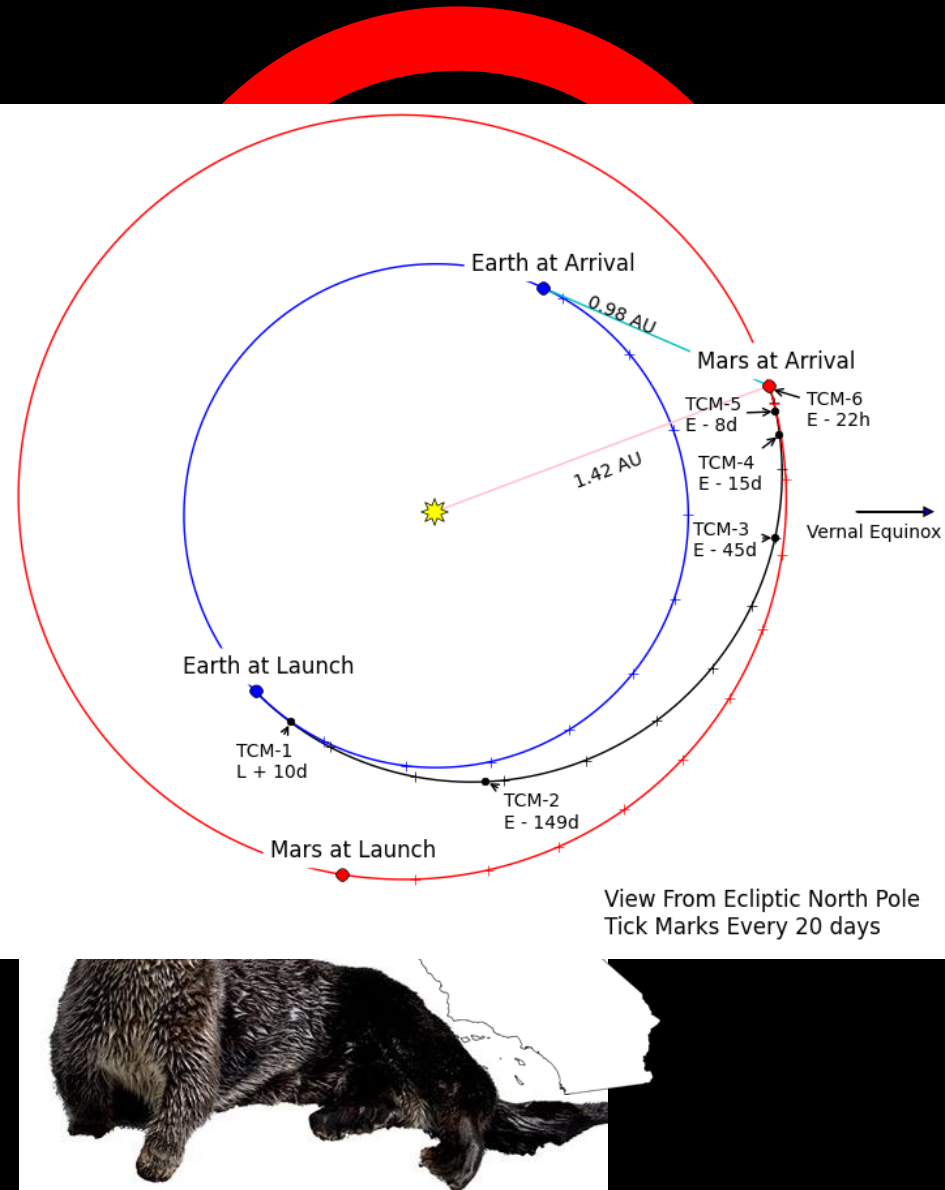 Earth at Arrival
0.98 AU
Mars at Arrival
TCM-5
E - 8d
TCM-6
E - 22h
TCM-4
E - 15d
1.42 AU
TCM-3
E - 45d
Vernal Equinox
Earth at Launch
TCM-1
L + 10d
TCM-2
E - 149d
Mars at Launch
View From Ecliptic North Pole
Tick Marks Every 20 days